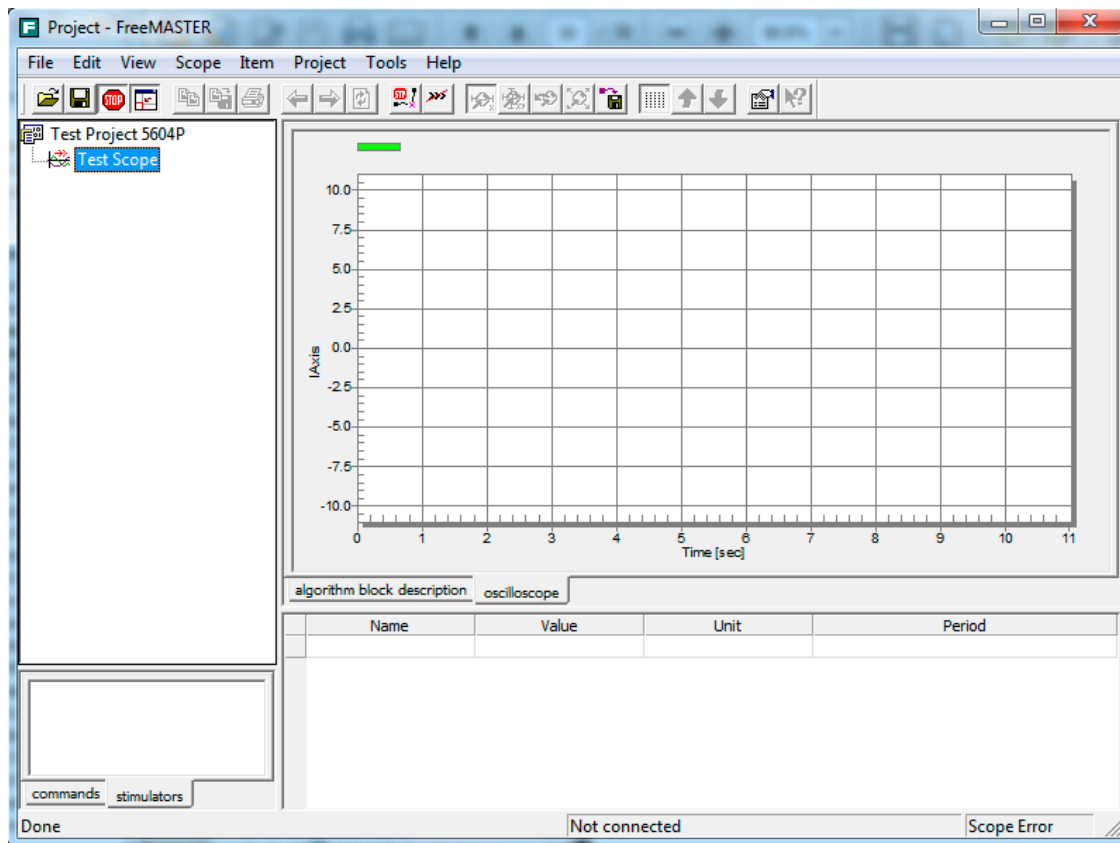 Project - FreeMASTER
File Edit View Scope Item Project Tools Help
STOP
Test Project 5604P
Test Scope
10.0
7.5
5.0
2.5
0.0
-2.5
-5.0
-7.5
-10.0
IAxis
0 1 2 3 4 5 6 7 8 9 10 11
Time [sec]
algorithm block description oscilloscope
Name Value Unit Period
commands stimulators
Done Not connected Scope Error